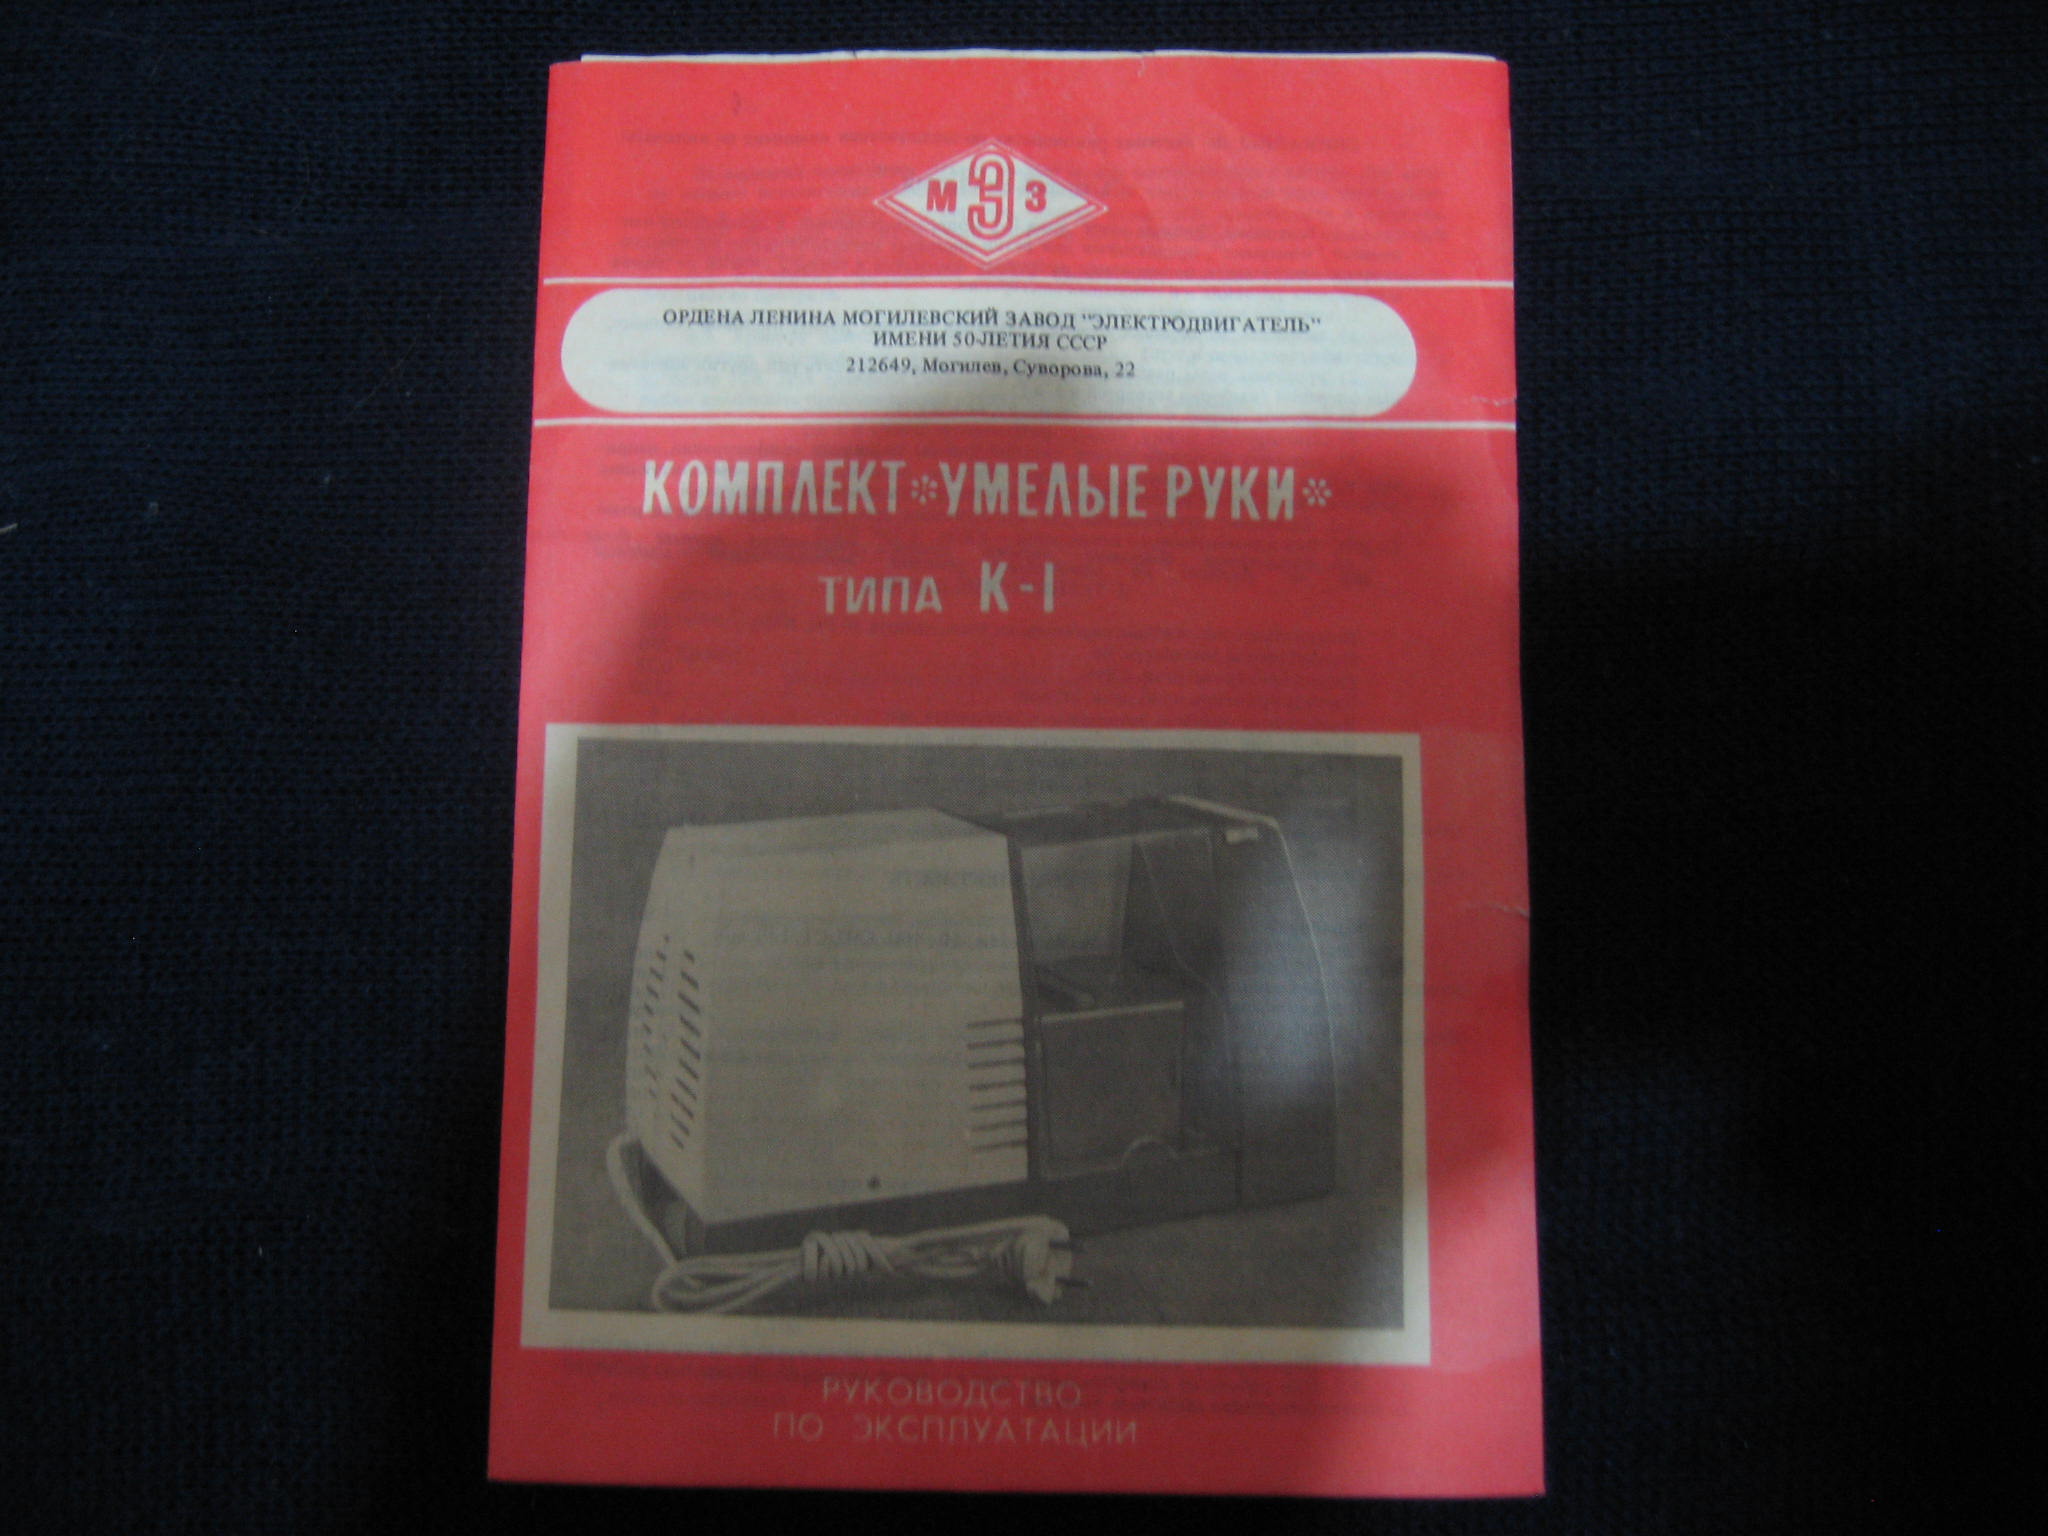 М Э З
ОРДЕНА ЛЕНИНА МОГИЛЕВСКИЙ ЗАВОД "ЭЛЕКТРОДВИГАТЕЛЬ"
ИМЕНИ 50-ЛЕТИЯ СССР
212649, Могилев, Суворова, 22
КОМПЛЕКТ*УМЕЛЫЕ РУКИ*
ТИПА К-1
РУКОВОДСТВО
ПО ЭКСПЛУАТАЦИИ